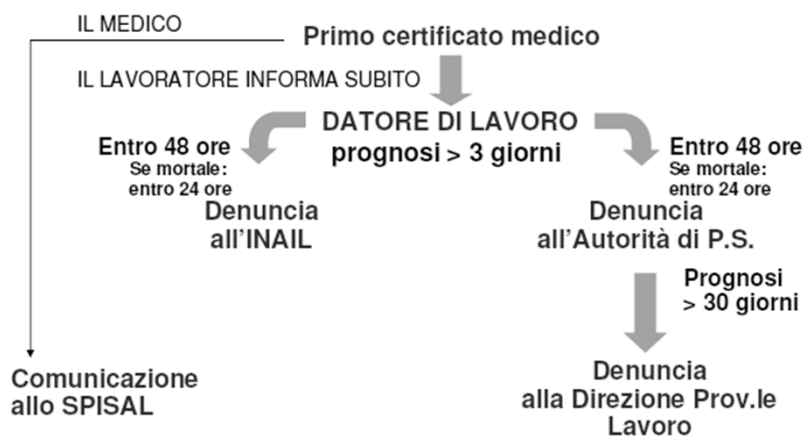 IL MEDICO
Primo certificato medico
IL LAVORATORE INFORMA SUBITO
DATORE DI LAVORO
prognosi > 3 giorni
Entro 48 ore
Se mortale:
entro 24 ore
Denuncia
all'INAIL
Entro 48 ore
Se mortale:
entro 24 ore
Denuncia
all'Autorità di P.S.
Prognosi
> 30 giorni
Comunicazione
allo SPISAL
Denuncia
alla Direzione Prov.le
Lavoro